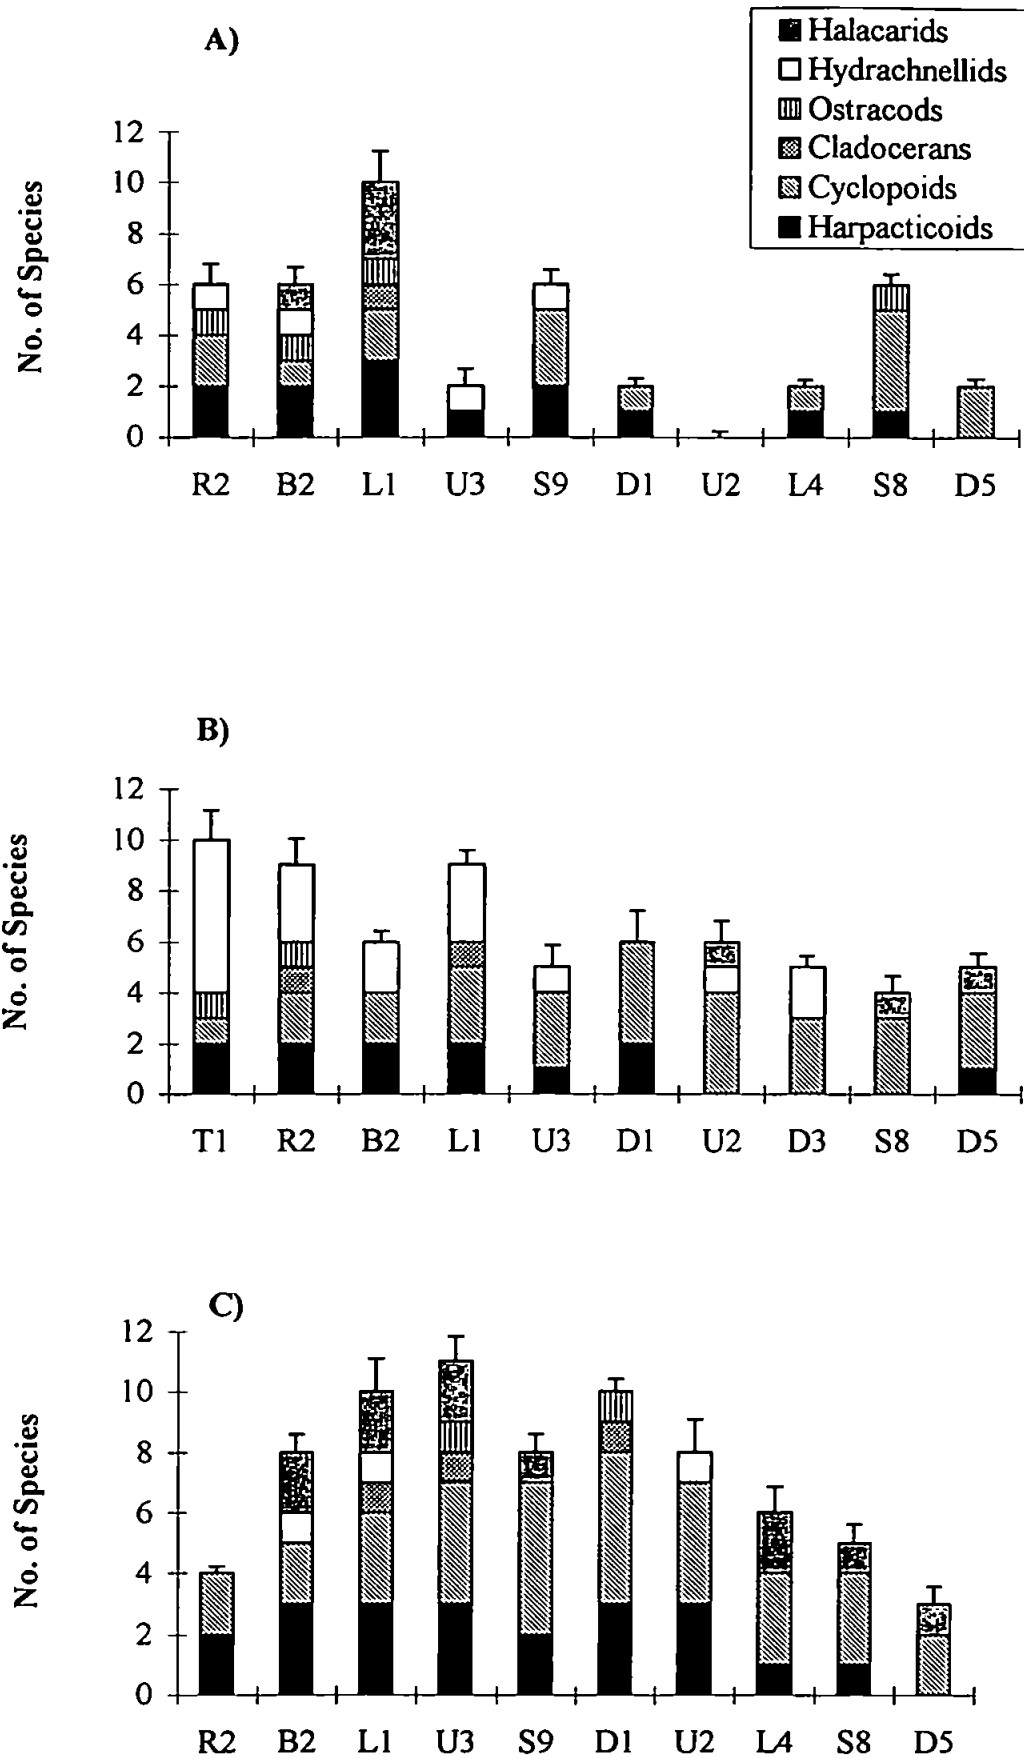 A)
Halacarids
Hydrachnellids
Ostracods
Cladocerans
Cyclopoids
Harpacticoids
No. of Species
12
10
8
6
4
2
0
R2 B2 L1 U3 S9 D1 U2 L4 S8 D5
B)
No. of Species
12
10
8
6
4
2
0
T1 R2 B2 L1 U3 D1 U2 D3 S8 D5
C)
No. of Species
12
10
8
6
4
2
0
R2 B2 L1 U3 S9 D1 U2 L4 S8 D5